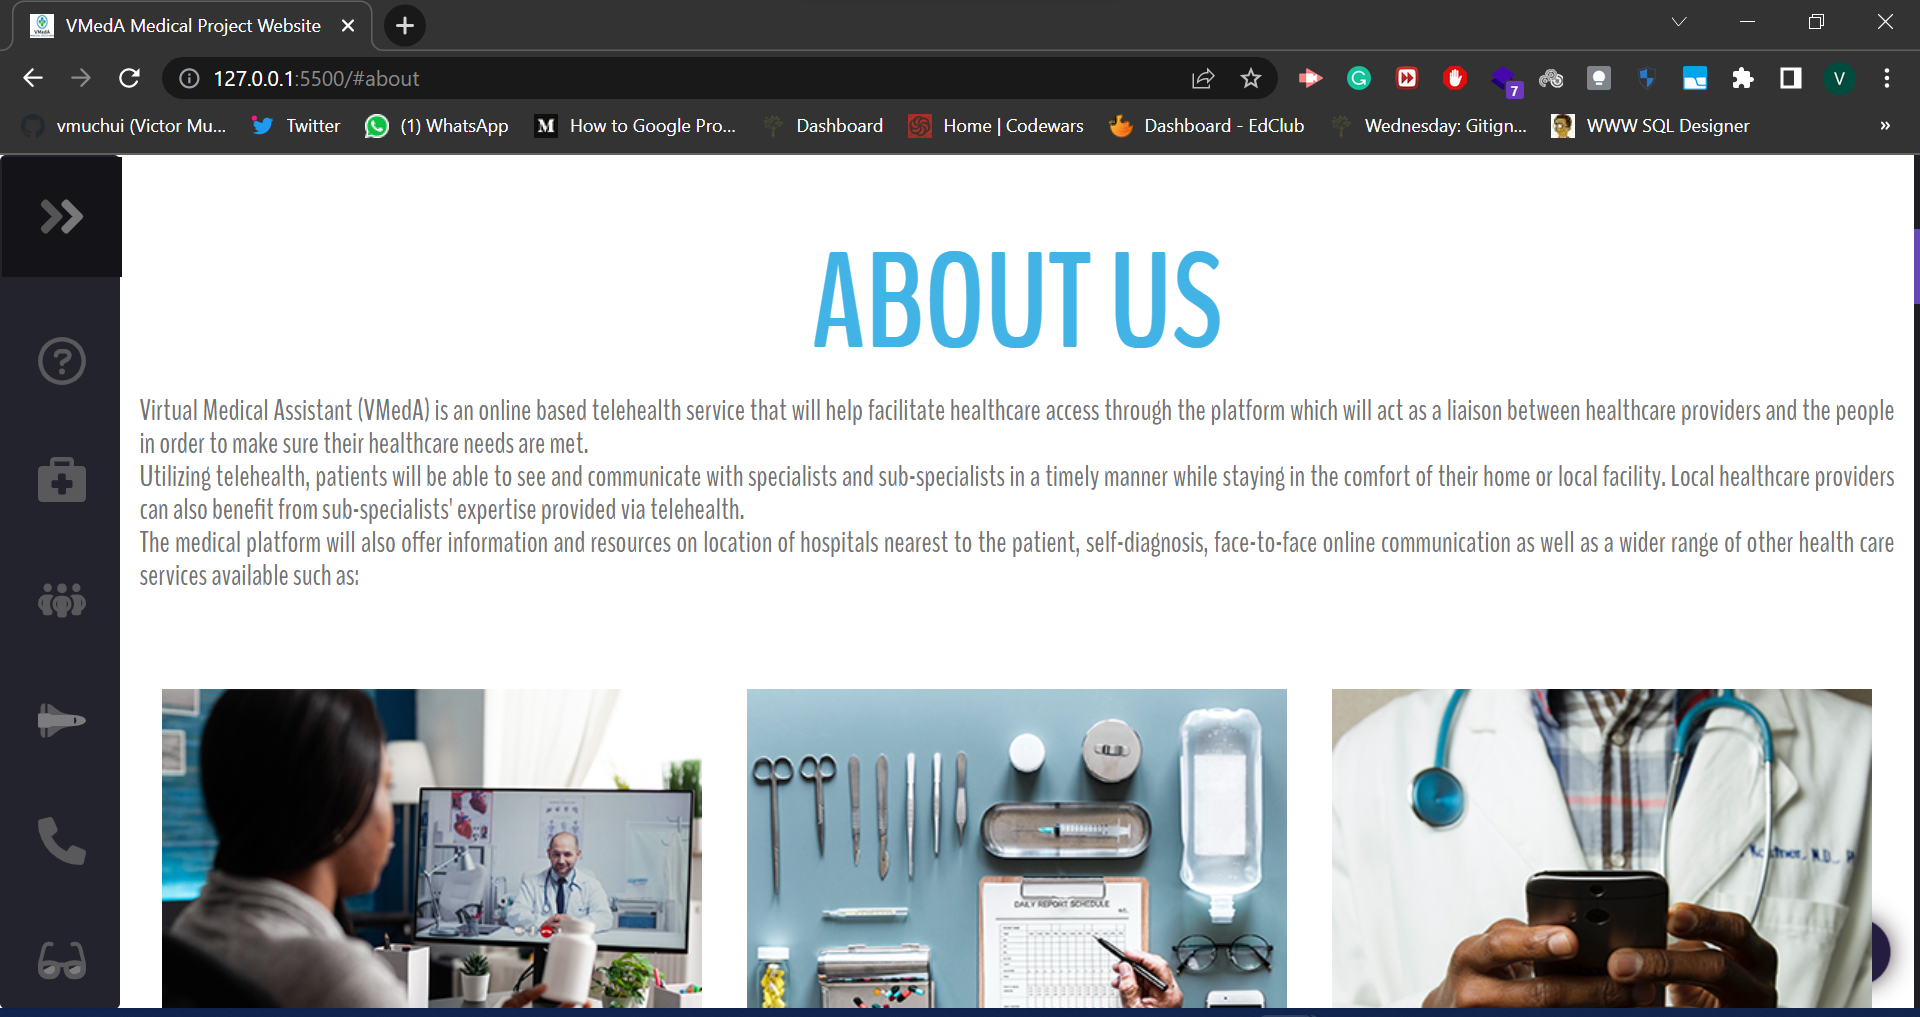 VMedA Medical Project Website
127.0.0.1:5500/#about
7
V
vmuchui (Victor Mu...
Twitter
(1) WhatsApp
M
How to Google Pro...
Dashboard
Home | Codewars
Dashboard - EdClub
Wednesday: Gitign...
WWW SQL Designer
»
ABOUT US
Virtual Medical Assistant (VMedA) is an online based telehealth service that will help facilitate healthcare access through the platform which will act as a liaison between healthcare providers and the people
in order to make sure their healthcare needs are met.
Utilizing telehealth, patients will be able to see and communicate with specialists and sub-specialists in a timely manner while staying in the comfort of their home or local facility. Local healthcare providers
can also benefit from sub-specialists' expertise provided via telehealth.
The medical platform will also offer information and resources on location of hospitals nearest to the patient, self-diagnosis, face-to-face online communication as well as a wider range of other health care
services available such as:
DAILY REPORT SCHEDULE